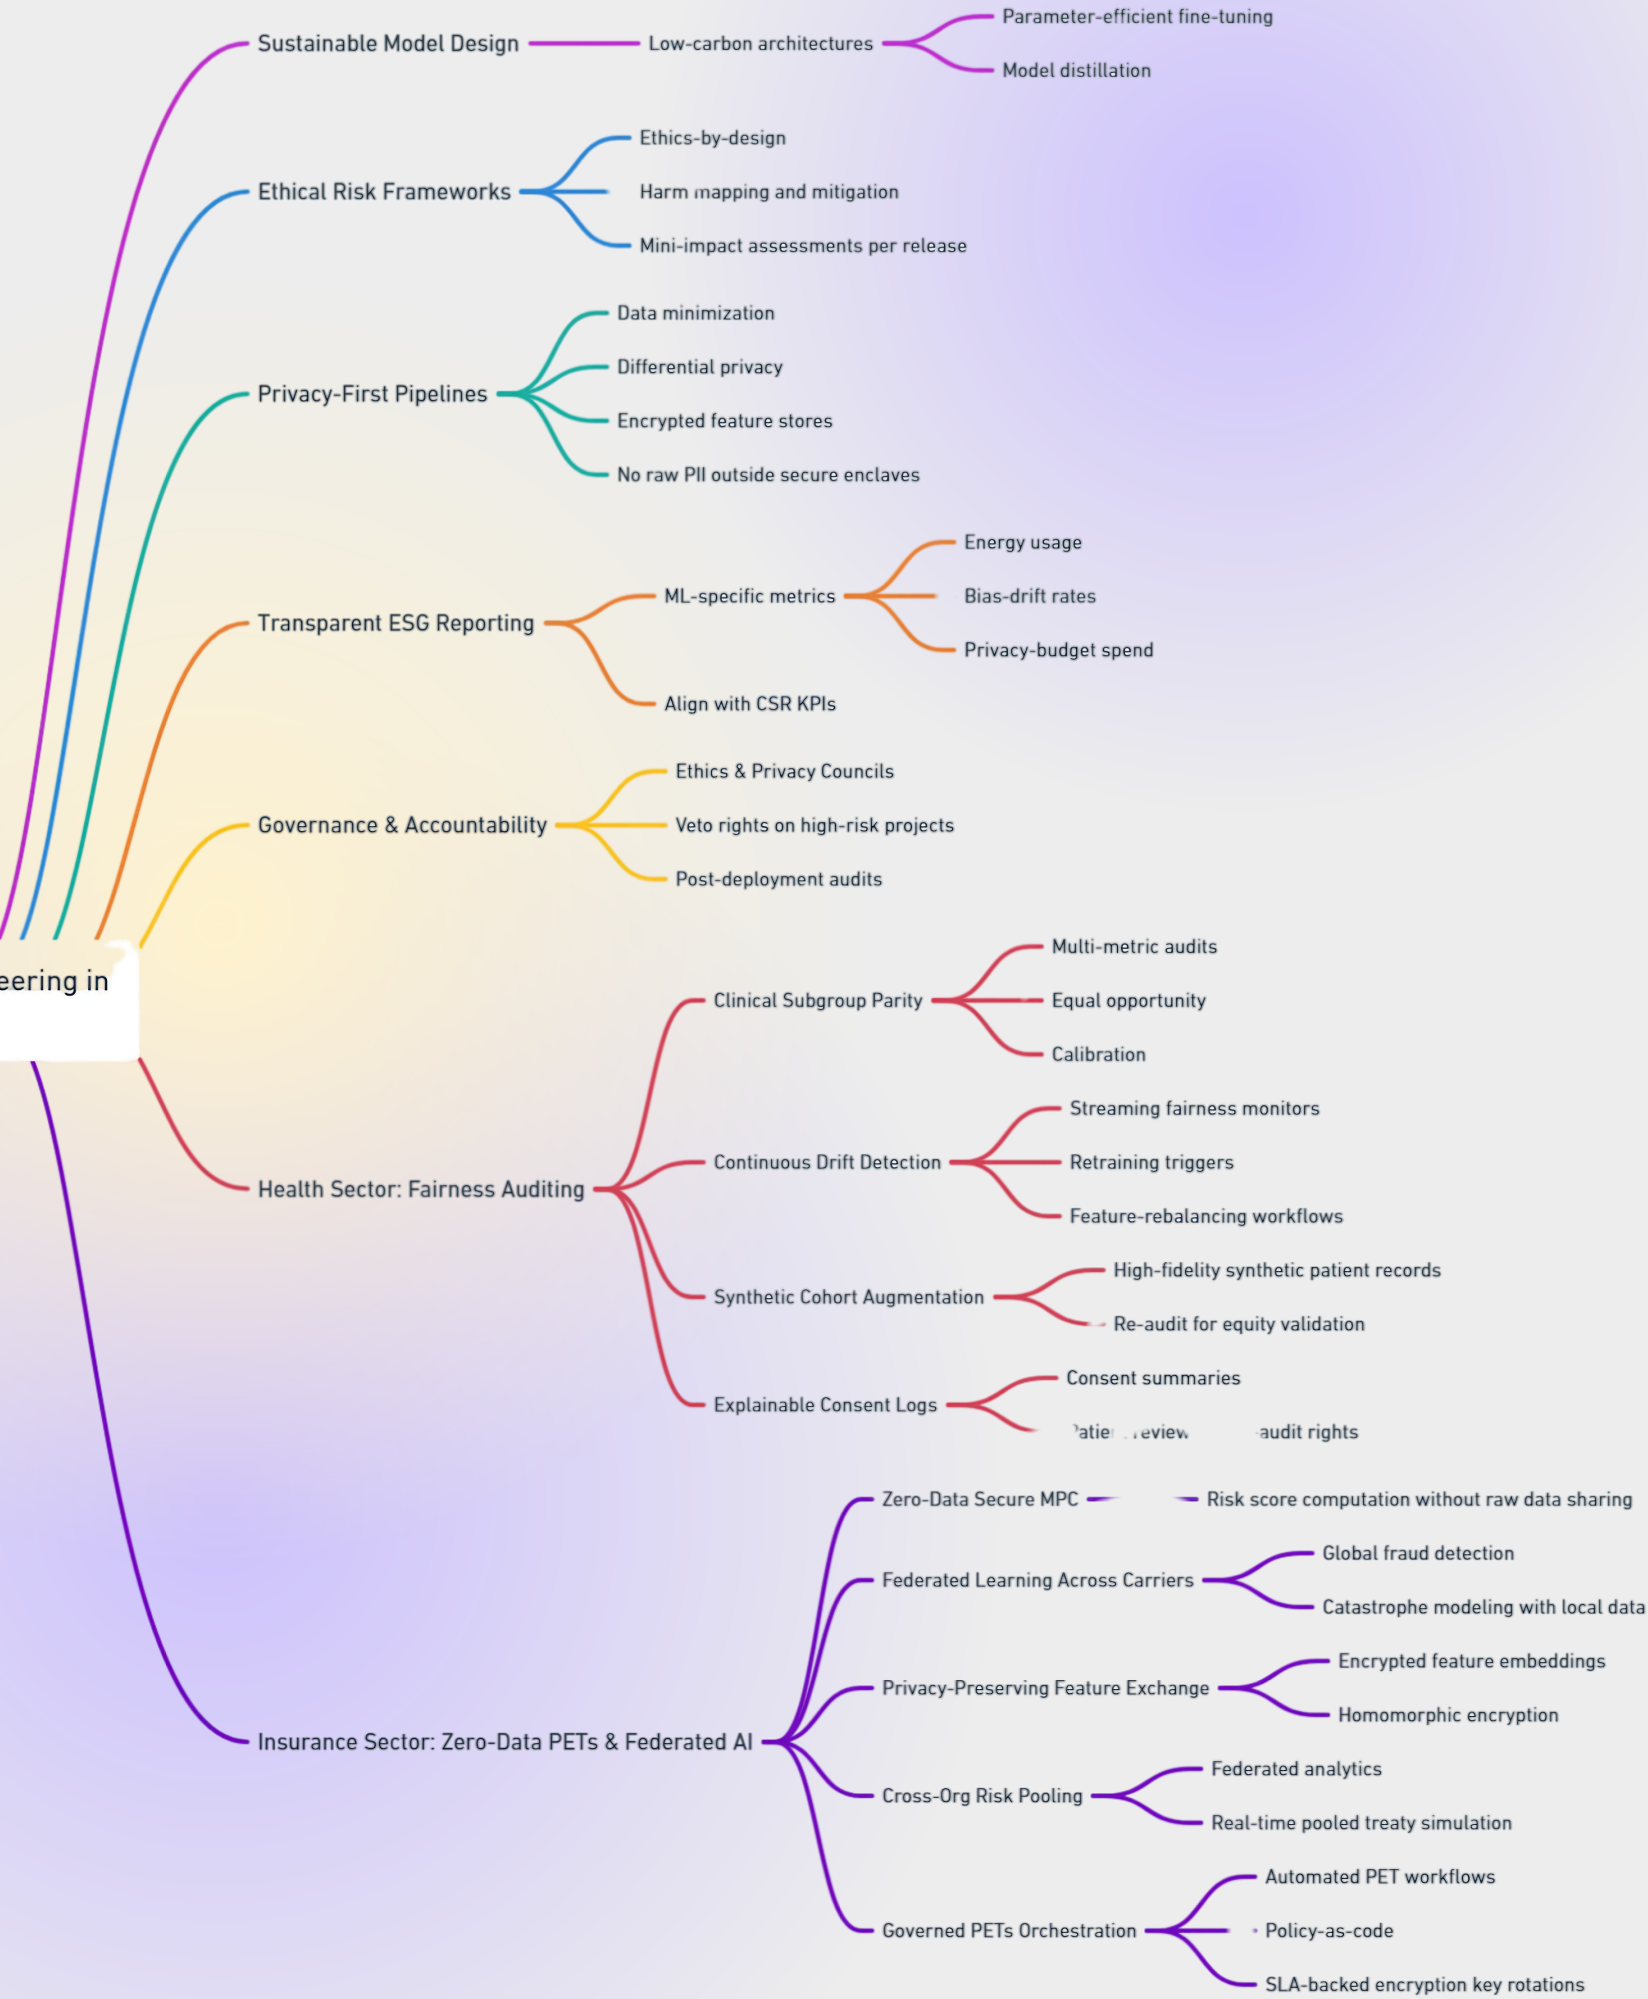 Sustainable Model Design
Low-carbon architectures
Parameter-efficient fine-tuning
Model distillation
Ethical Risk Frameworks
Ethics-by-design
Harm mapping and mitigation
Mini-impact assessments per release
Privacy-First Pipelines
Data minimization
Differential privacy
Encrypted feature stores
No raw PII outside secure enclaves
Transparent ESG Reporting
ML-specific metrics
Energy usage
Bias-drift rates
Privacy-budget spend
Align with CSR KPIs
Governance & Accountability
Ethics & Privacy Councils
Veto rights on high-risk projects
Post-deployment audits
eering in
Health Sector: Fairness Auditing
Clinical Subgroup Parity
Multi-metric audits
Equal opportunity
Calibration
Continuous Drift Detection
Streaming fairness monitors
Retraining triggers
Feature-rebalancing workflows
Synthetic Cohort Augmentation
High-fidelity synthetic patient records
Re-audit for equity validation
Explainable Consent Logs
Consent summaries
audit rights
Insurance Sector: Zero-Data PETs & Federated AI
Zero-Data Secure MPC
Risk score computation without raw data sharing
Federated Learning Across Carriers
Global fraud detection
Catastrophe modeling with local data
Privacy-Preserving Feature Exchange
Encrypted feature embeddings
Homomorphic encryption
Cross-Org Risk Pooling
Federated analytics
Real-time pooled treaty simulation
Governed PETs Orchestration
Automated PET workflows
Policy-as-code
SLA-backed encryption key rotations